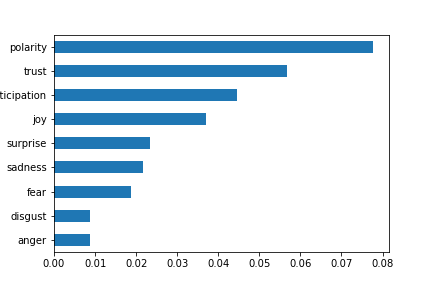 polarity
trust
ticipation
joy
surprise
sadness
fear
disgust
anger
0.00 0.01 0.02 0.03 0.04 0.05 0.06 0.07 0.08